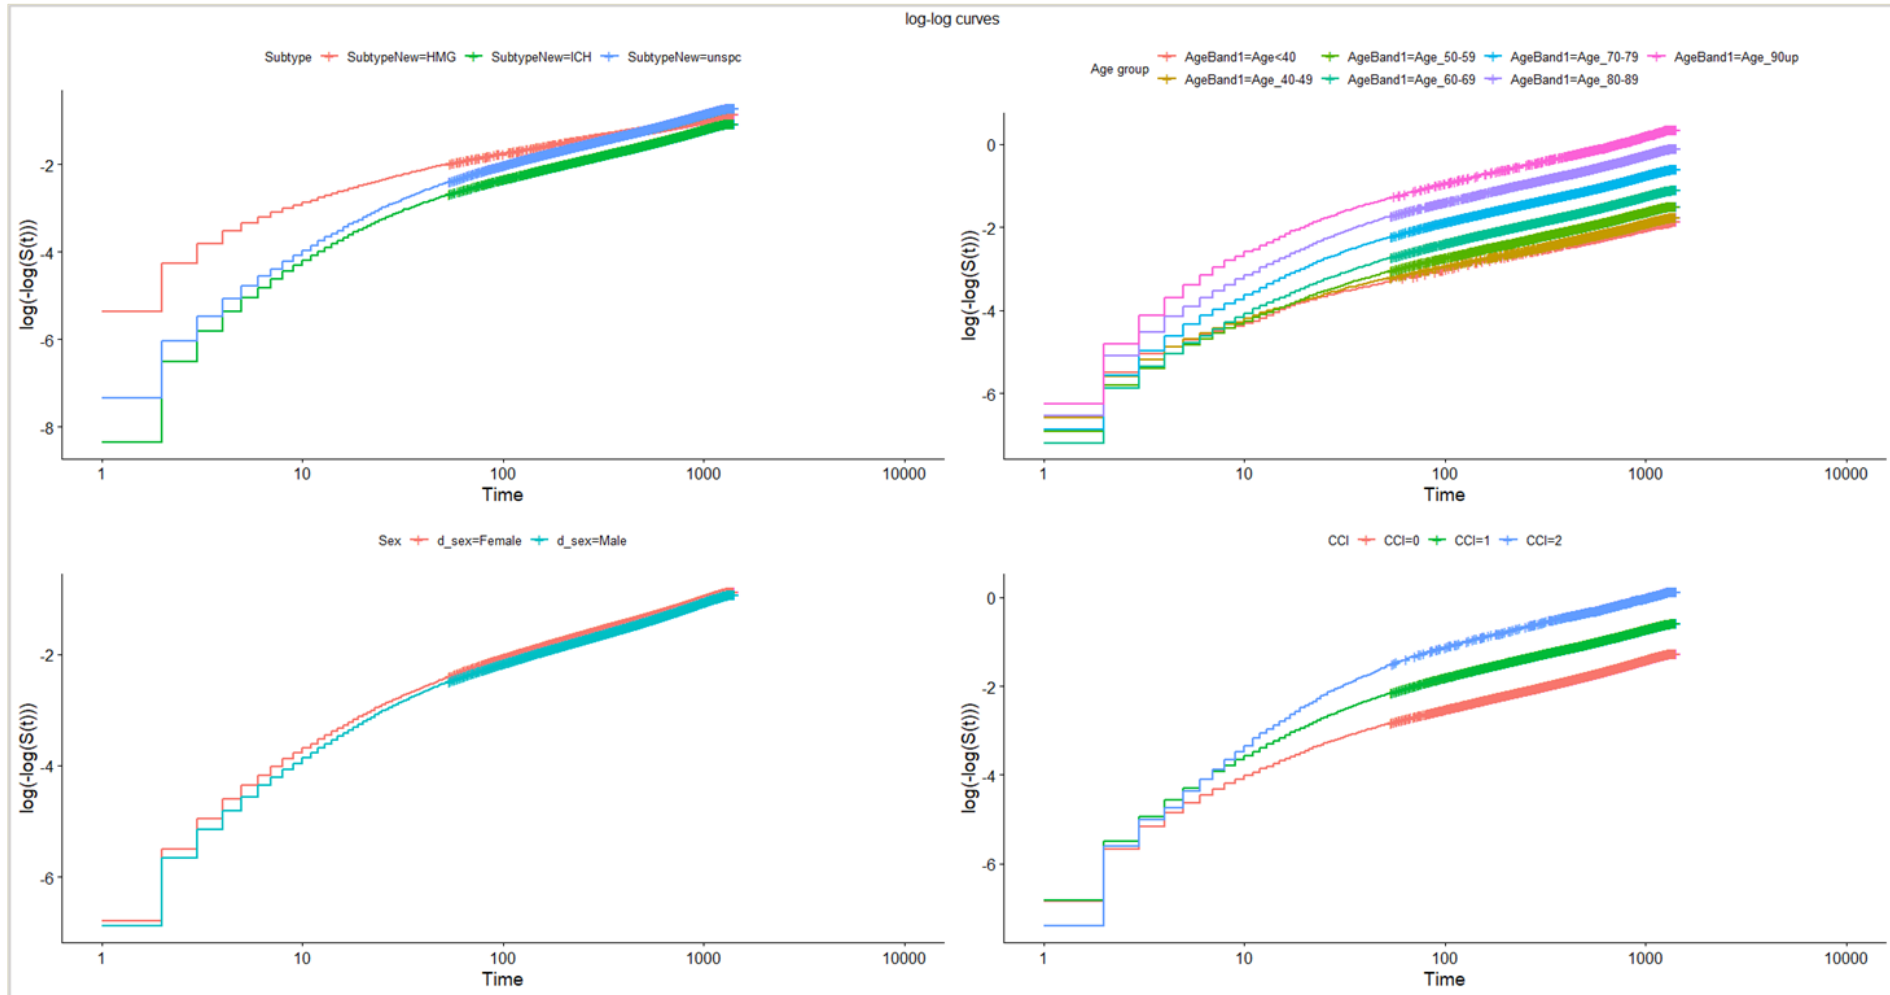 log-log curves
Subtype SubtypeNew=HMG SubtypeNew=ICH SubtypeNew=unspc
log(-log(S(t)))
-2
-4
-6
-8
1 10 100 1000 10000
Time
Age group AgeBand1=Age<40 AgeBand1=Age_50-59 AgeBand1=Age_70-79 AgeBand1=Age_90up
AgeBand1=Age_40-49 AgeBand1=Age_60-69 AgeBand1=Age_80-89
log(-log(S(t)))
0
-2
-4
-6
1 10 100 1000 10000
Time
Sex d_sex=Female d_sex=Male
log(-log(S(t)))
-2
-4
-6
1 10 100 1000 10000
Time
CCI CCI=0 CCI=1 CCI=2
log(-log(S(t)))
0
-2
-4
-6
1 10 100 1000 10000
Time